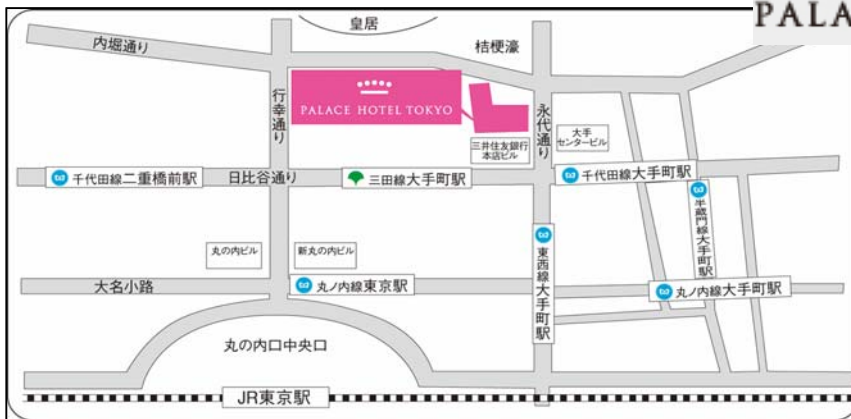 皇居
PALA
内堀通り
桔梗濠
行幸通り
PALACE HOTEL TOKYO
永代通り
三井住友銀行
本店ビル
大手
センタービル
千代田線二重橋前駅
日比谷通り
三田線大手町駅
千代田線大手町駅
半蔵門線大手町駅
丸の内ビル
新丸の内ビル
東西線大手町駅
大名小路
丸ノ内線東京駅
丸ノ内線大手町駅
丸の内口中央口
JR東京駅